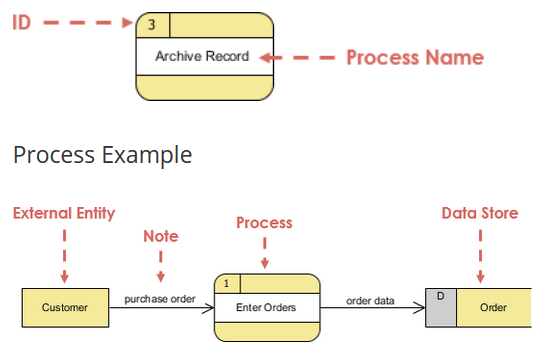 ID
3
Archive Record
Process Name
Process Example
External Entity
Note
Process
Data Store
Customer
purchase order
1
Enter Orders
order data
D
Order